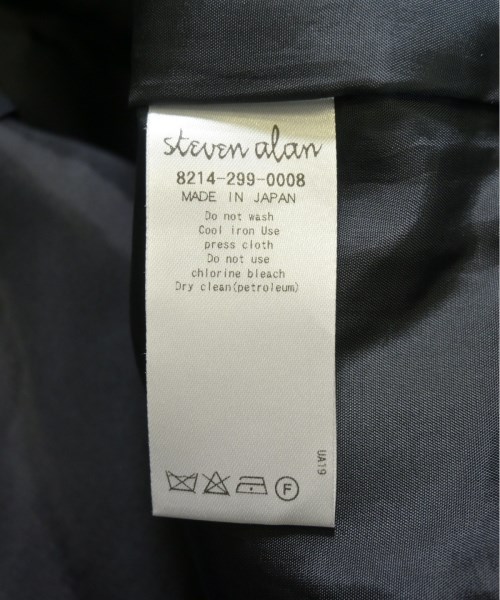 steven alan
8214-299-0008
MADE IN JAPAN
Do not wash
Cool iron Use
press cloth
Do not use
chlorine bleach
Dry clean(petroleum)
UA19
F